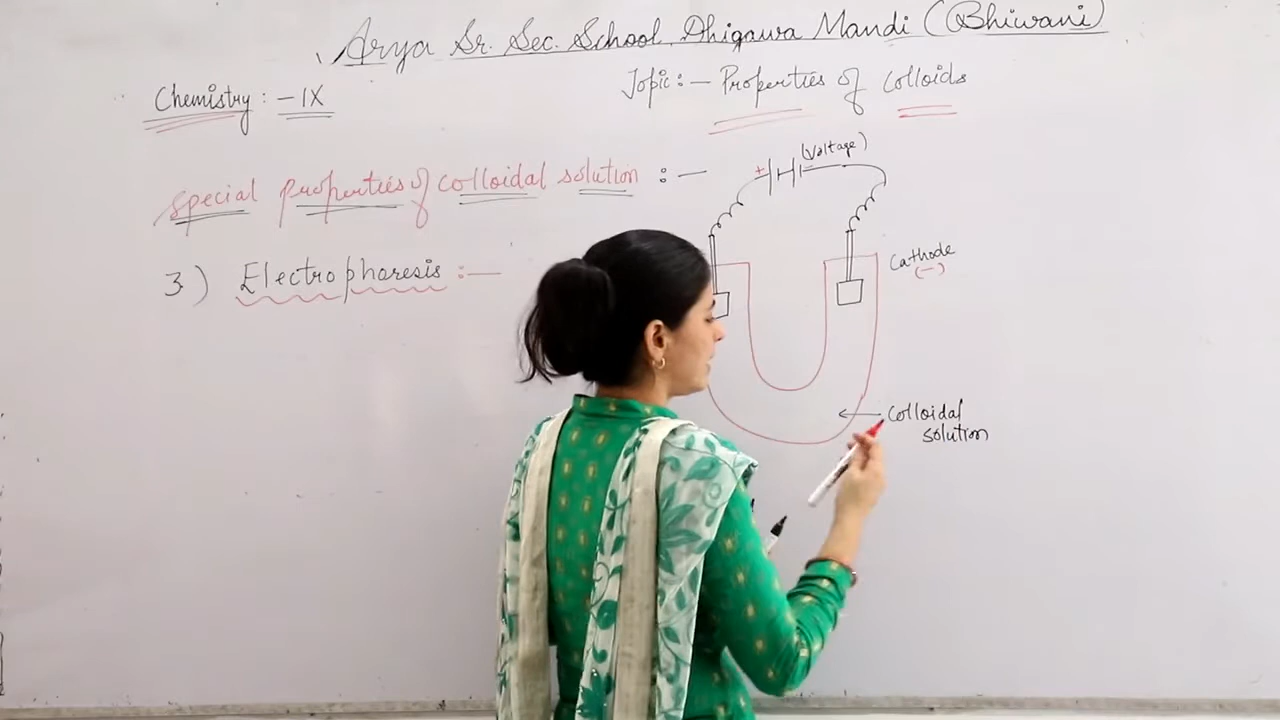 Arya Sr. Sec. School Dhigawa Mandi (Bhiwani)
Chemistry : - IX
Topic :- Properties of Colloids
special properties of colloidal solution :-
3) Electropharesis :-
+ (voltage)
Cathode
(-)
Colloidal
solution